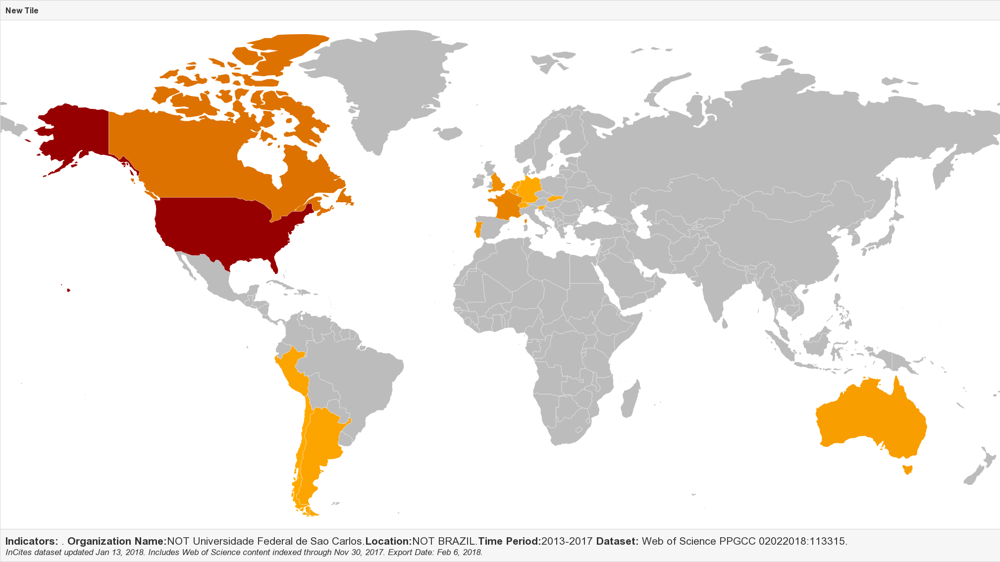 New Tile
Indicators: . Organization Name:NOT Universidade Federal de Sao Carlos.Location:NOT BRAZIL.Time Period:2013-2017 Dataset: Web of Science PPGCC 02022018:113315.
InCites dataset updated Jan 13, 2018. Includes Web of Science content indexed through Nov 30, 2017. Export Date: Feb 6, 2018.